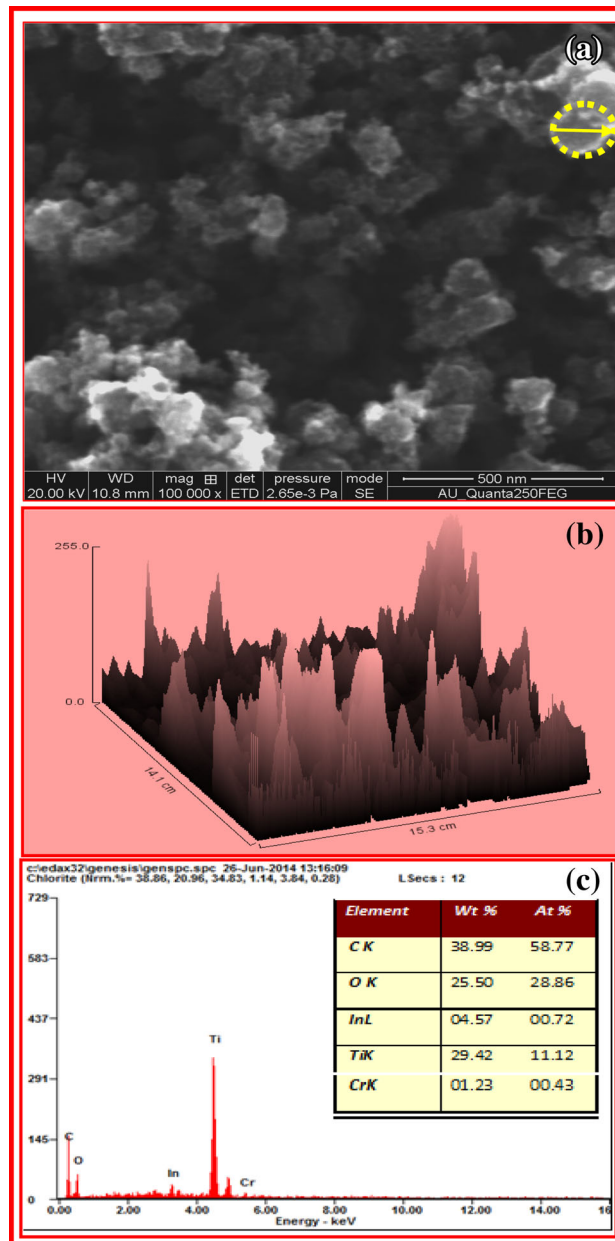 (a)
HV WD mag ⊞ det pressure mode 500 nm
20.00 kV 10.8 mm 100 000 x ETD 2.65e-3 Pa SE AU_Quanta250FEG
(b)
255.0
0.0
14.1 cm
15.3 cm
c:\edax32\genesis\genspc.spc 26-Jun-2014 13:16:09
Chlorite (Nrm.%= 38.86, 20.96, 34.83, 1.14, 3.84, 0.28) LSecs : 12
(c)
729
583
437
291
145
0
C
O
In
Ti
Cr
0.00 2.00 4.00 6.00 8.00 10.00 12.00 14.00 16
Energy - keV
Element Wt % At %
C K 38.99 58.77
O K 25.50 28.86
InL 04.57 00.72
TiK 29.42 11.12
CrK 01.23 00.43